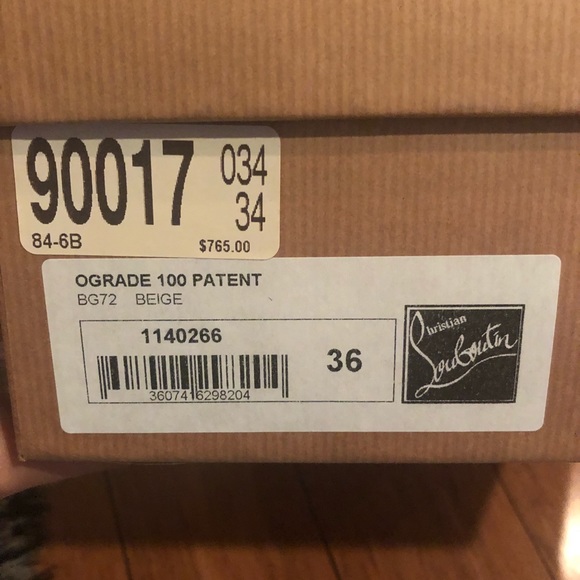 90017 034
34
84-6B $765.00
OGRADE 100 PATENT
BG72 BEIGE
1140266
36
3607416298204
Christian
Louboutin